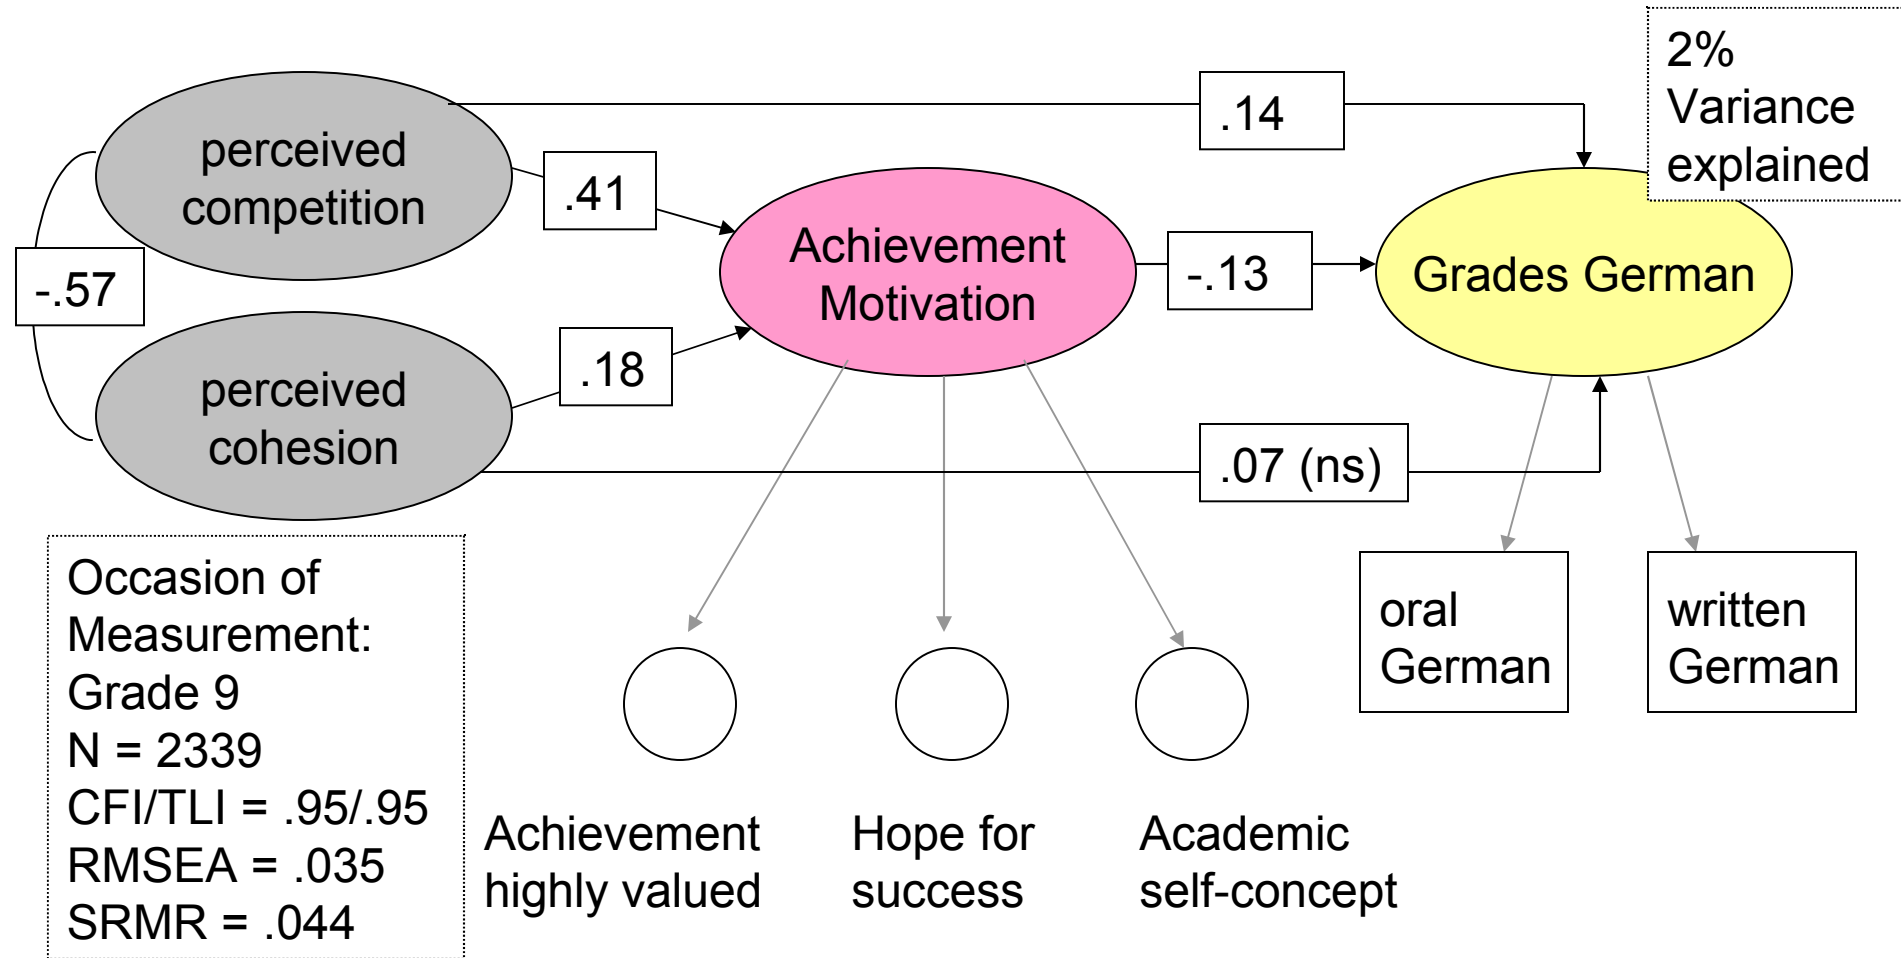 2%
Variance
explained
.14
perceived
competition
.41
Achievement
Motivation
-.13
Grades German
-.57
.18
perceived
cohesion
.07 (ns)
Occasion of
Measurement:
Grade 9
N = 2339
CFI/TLI = .95/.95
RMSEA = .035
SRMR = .044
oral
German
written
German
Achievement
highly valued
Hope for
success
Academic
self-concept